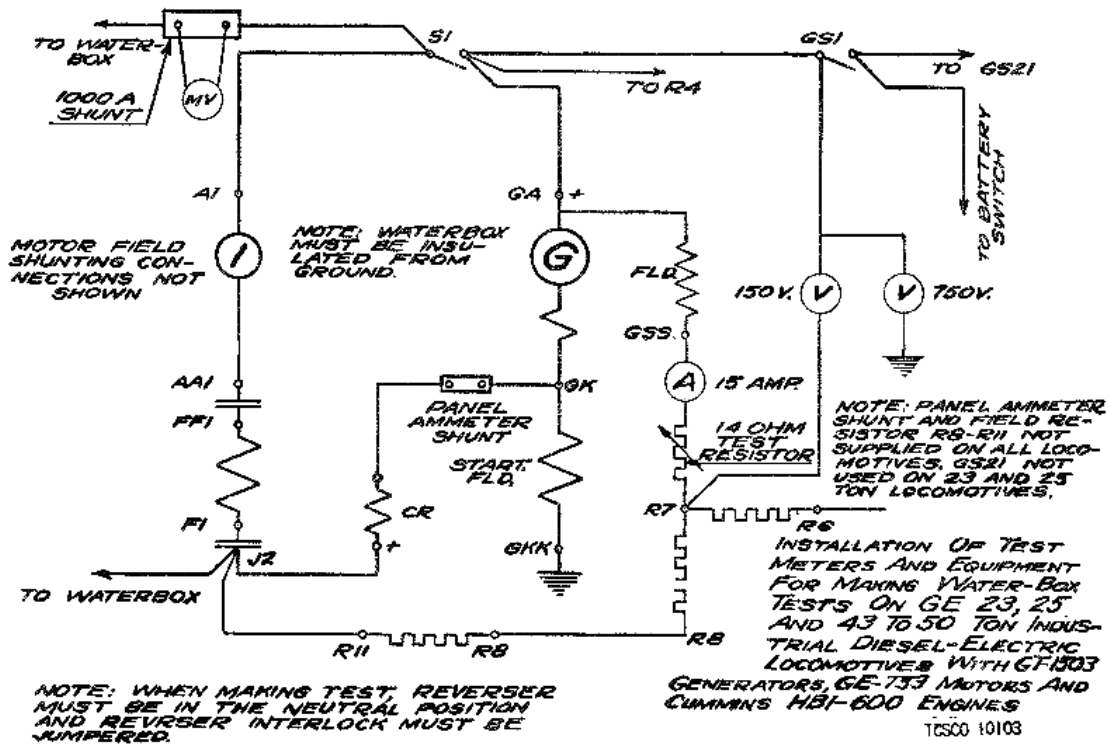 S1
GS1
TO WATER-
BOX
TO R4
TO GS21
1000 A
SHUNT
MV
TO BATTERY
SWITCH
A1
GA
+
MOTOR FIELD
SHUNTING CON-
NECTIONS NOT
SHOWN
1
NOTE: WATERBOX
MUST BE INSU-
LATED FROM
GROUND.
G
FLD.
150V.
V
V
750V.
GSS.
AA1
FF1
PANEL
AMMETER
SHUNT
GK
A
15 AMP.
14 OHM
TEST
RESISTOR
NOTE: PANEL AMMETER
SHUNT AND FIELD RE-
SISTOR R8-R11 NOT
SUPPLIED ON ALL LOCO-
MOTIVES. GS21 NOT
USED ON 23 AND 25
TON LOCOMOTIVES.
START.
FLD.
CR
+
F1
J2
GKK
R7
R6
TO WATERBOX
R11
R8
R8
INSTALLATION OF TEST
METERS AND EQUIPMENT
FOR MAKING WATER-BOX
TESTS ON GE 23, 25
AND 43 TO 50 TON INDUS-
TRIAL DIESEL-ELECTRIC
LOCOMOTIVES WITH GT-1503
GENERATORS, GE-733 MOTORS AND
CUMMINS HBI-600 ENGINES
NOTE: WHEN MAKING TEST, REVERSER
MUST BE IN THE NEUTRAL POSITION
AND REVRSER INTERLOCK MUST BE
JUMPERED.
TCSCO 10103